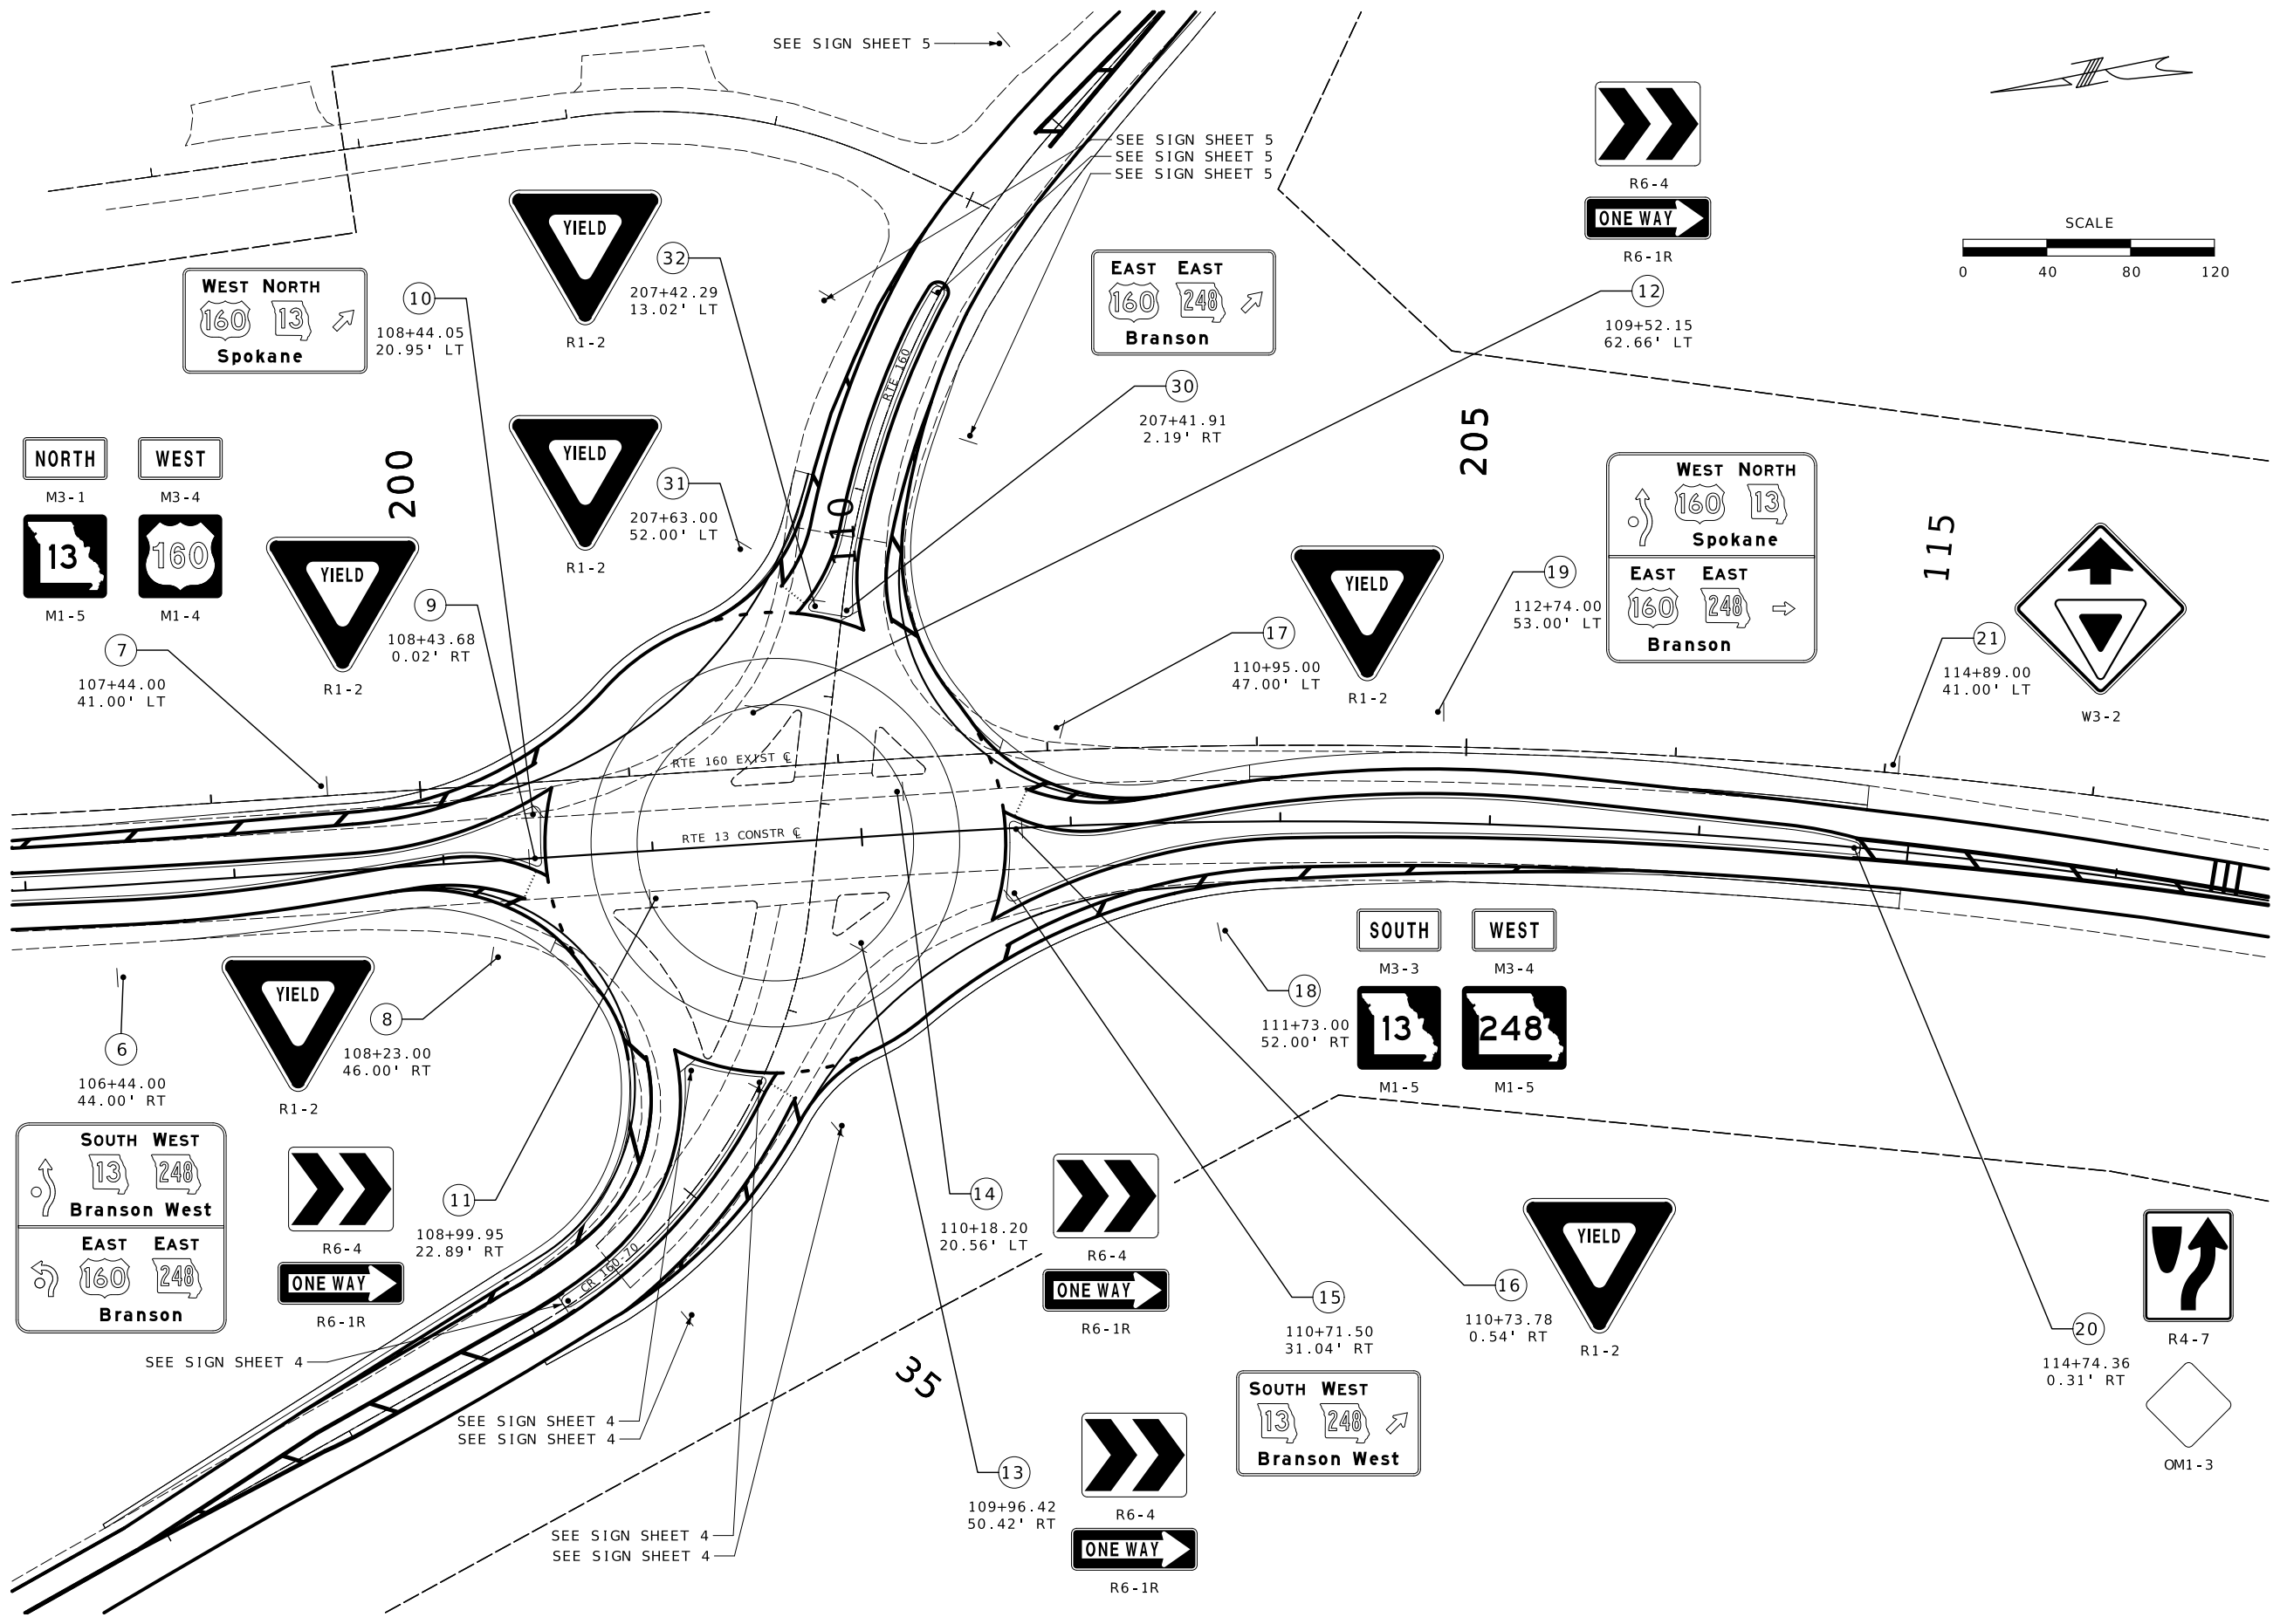 SEE SIGN SHEET 5
SEE SIGN SHEET 5
SEE SIGN SHEET 5
SEE SIGN SHEET 5
R6-4
ONE WAY
R6-1R
12
109+52.15
62.66' LT
SCALE
0 40 80 120
YIELD
R1-2
32
207+42.29
13.02' LT
WEST NORTH
160 13
Spokane
10
108+44.05
20.95' LT
EAST EAST
160 248
Branson
30
207+41.91
2.19' RT
RTE 160
YIELD
R1-2
31
207+63.00
52.00' LT
NORTH
M3-1
13
M1-5
WEST
M3-4
160
M1-4
7
107+44.00
41.00' LT
200
YIELD
R1-2
9
108+43.68
0.02' RT
110
205
YIELD
R1-2
17
110+95.00
47.00' LT
19
112+74.00
53.00' LT
WEST NORTH
160 13
Spokane
EAST EAST
160 248
Branson
115
21
114+89.00
41.00' LT
W3-2
RTE 160 EXIST ℄
RTE 13 CONSTR ℄
6
106+44.00
44.00' RT
SOUTH WEST
13 248
Branson West
EAST EAST
160 248
Branson
YIELD
R1-2
8
108+23.00
46.00' RT
R6-4
ONE WAY
R6-1R
11
108+99.95
22.89' RT
CR 160-70
SEE SIGN SHEET 4
SEE SIGN SHEET 4
SEE SIGN SHEET 4
SEE SIGN SHEET 4
SEE SIGN SHEET 4
35
14
110+18.20
20.56' LT
R6-4
ONE WAY
R6-1R
13
109+96.42
50.42' RT
R6-4
ONE WAY
R6-1R
18
111+73.00
52.00' RT
SOUTH
M3-3
13
M1-5
WEST
M3-4
248
M1-5
15
110+71.50
31.04' RT
SOUTH WEST
13 248
Branson West
16
110+73.78
0.54' RT
YIELD
R1-2
20
114+74.36
0.31' RT
R4-7
OM1-3